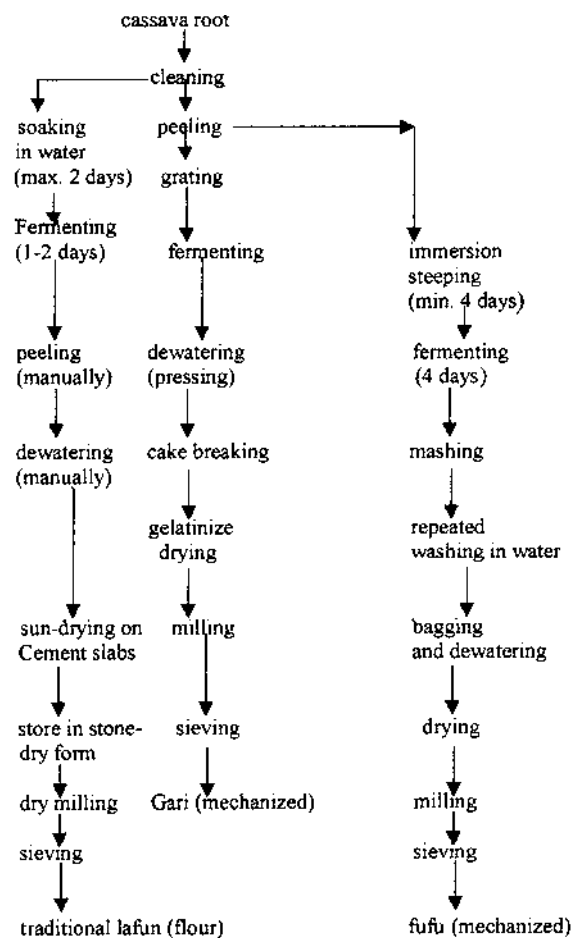 cassava root
cleaning
soaking
in water
(max. 2 days)
Fermenting
(1-2 days)
peeling
(manually)
dewatering
(manually)
sun-drying on
Cement slabs
store in stone-
dry form
dry milling
sieving
traditional lafun (flour)
peeling
grating
fermenting
dewatering
(pressing)
cake breaking
gelatinize
drying
milling
sieving
Gari (mechanized)
immersion
steeping
(min. 4 days)
fermenting
(4 days)
mashing
repeated
washing in water
bagging
and dewatering
drying
milling
sieving
fufu (mechanized)